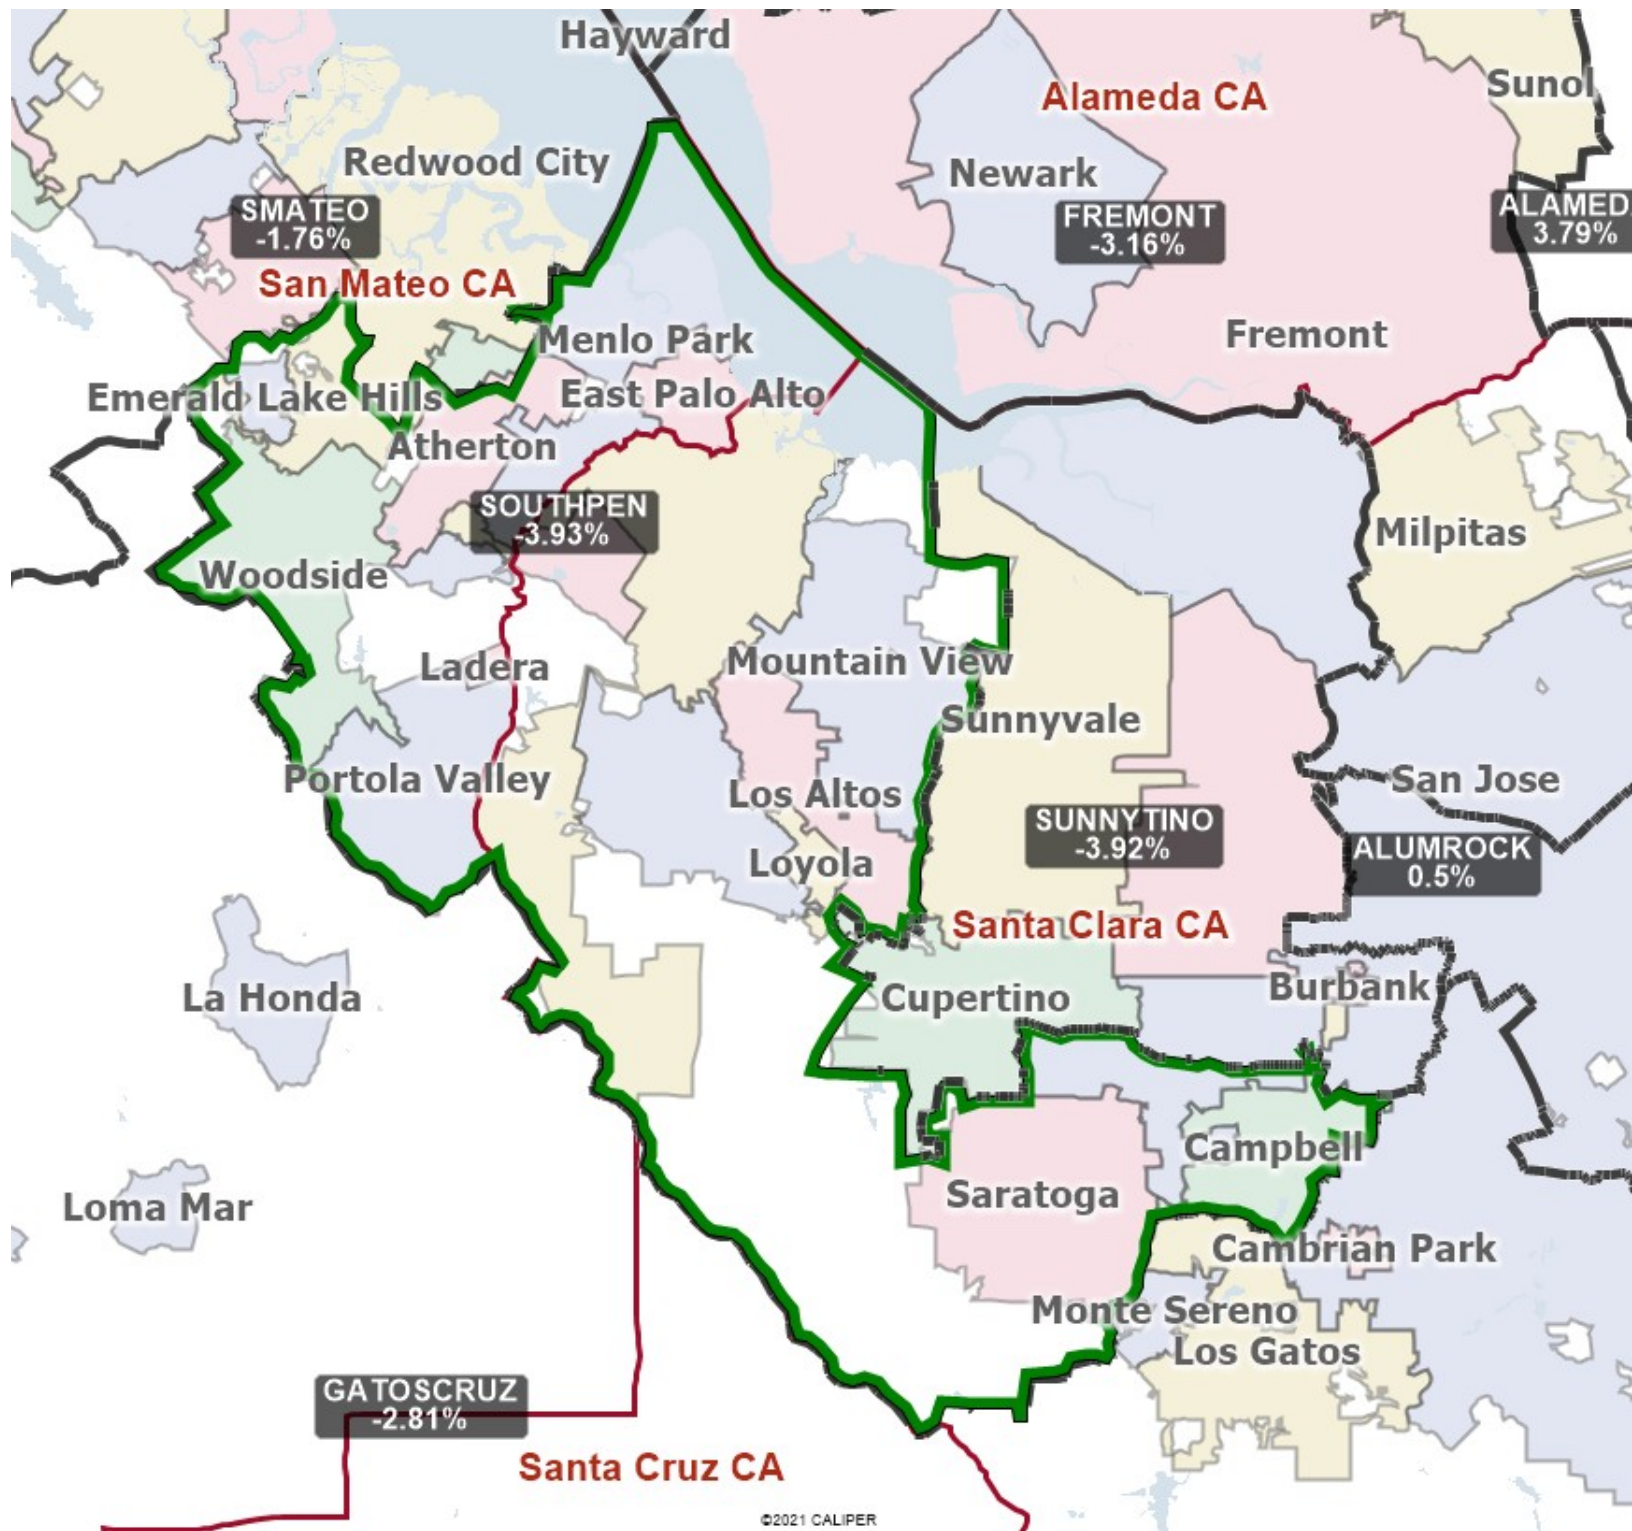 Hayward
Sunol
Alameda CA
Redwood City
Newark
SMATEO
-1.76%
FREMONT
-3.16%
ALAMED
3.79%
San Mateo CA
Menlo Park
Fremont
Emerald Lake Hills
East Palo Alto
Atherton
SOUTHPEN
-3.93%
Milpitas
Woodside
Ladera
Mountain View
Sunnyvale
Portola Valley
San Jose
Los Altos
SUNNYTINO
-3.92%
Loyola
ALUMROCK
0.5%
Santa Clara CA
La Honda
Cupertino
Burbank
Campbell
Saratoga
Loma Mar
Cambrian Park
Monte Sereno
Los Gatos
GATOSCRUZ
-2.81%
Santa Cruz CA
©2021 CALIPER